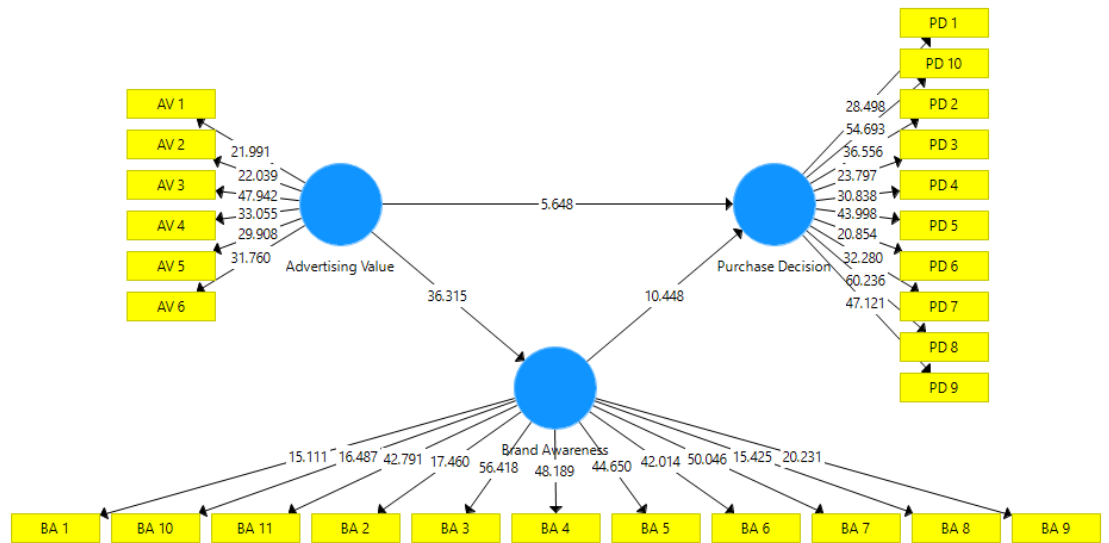 PD 1
PD 10
AV 1
PD 2
28.498
54.693
AV 2
21.991
36.556
PD 3
22.039
23.797
AV 3
47.942
30.838
PD 4
5.648
33.055
43.998
AV 4
29.908
20.854
PD 5
31.760
32.280
AV 5
Advertising Value
Purchase Decision
PD 6
60.236
AV 6
36.315
10.448
47.121
PD 7
PD 8
PD 9
Brand Awareness
15.111
16.487
42.791
17.460
56.418
48.189
44.650
42.014
50.046
15.425
20.231
BA 1
BA 10
BA 11
BA 2
BA 3
BA 4
BA 5
BA 6
BA 7
BA 8
BA 9